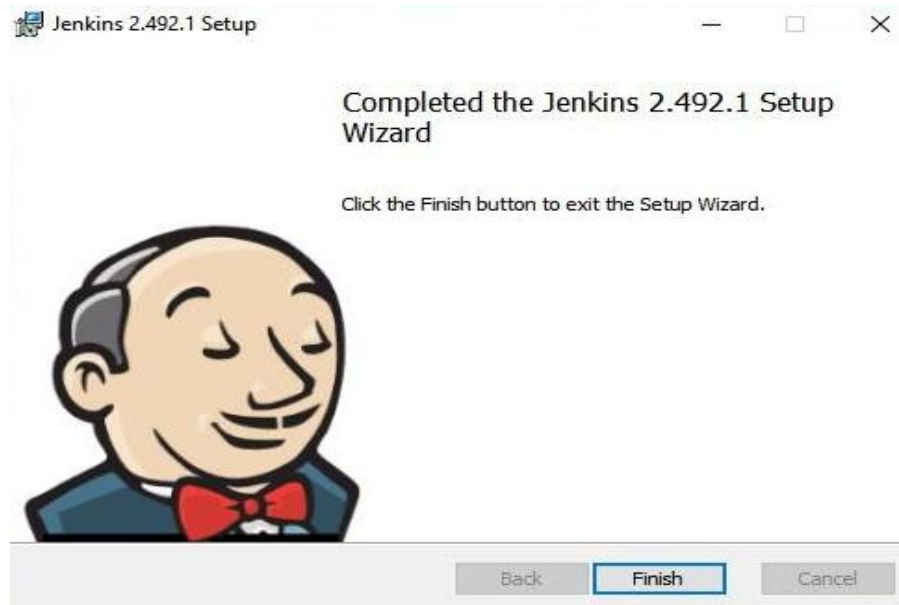 Jenkins 2.492.1 Setup
Completed the Jenkins 2.492.1 Setup
Wizard
Click the Finish button to exit the Setup Wizard.
Back
Finish
Cancel